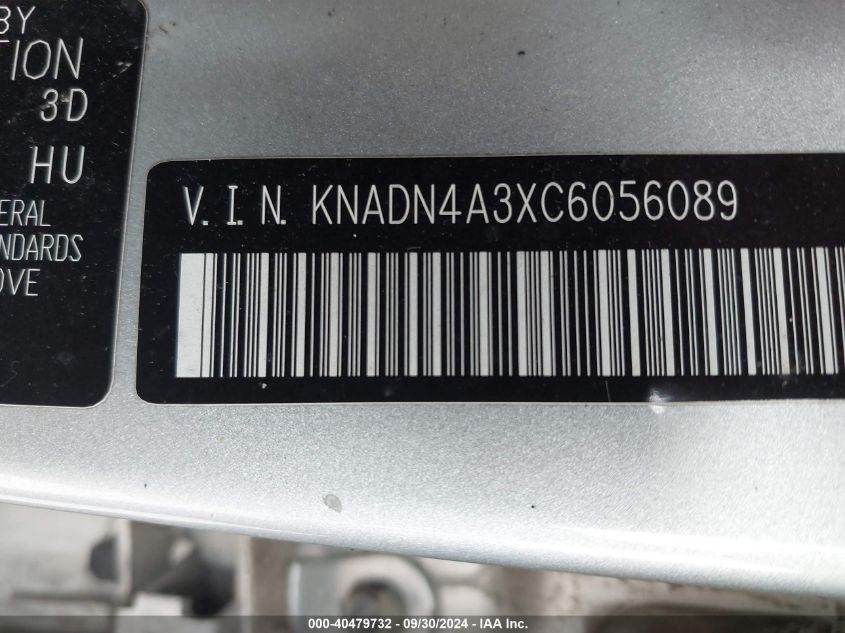 BY
TION
3D
HU
ERAL
NDARDS
OVE
V. I. N. KNADN4A3XC6056089
000-40479732 - 09/30/2024 - IAA Inc.